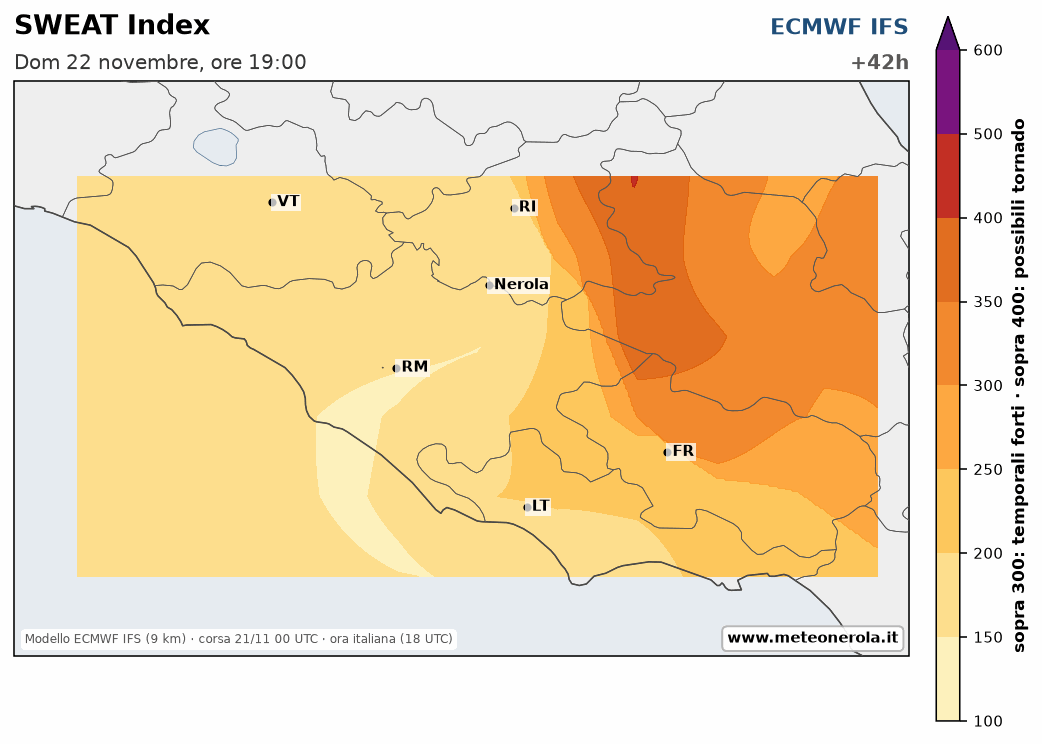 SWEAT Index
ECMWF IFS
Dom 22 novembre, ore 19:00
+42h
VT
RI
Nerola
RM
FR
LT
Modello ECMWF IFS (9 km) · corsa 21/11 00 UTC · ora italiana (18 UTC)
www.meteonerola.it
600
500
400
350
300
250
200
150
100
sopra 300: temporali forti · sopra 400: possibili tornado